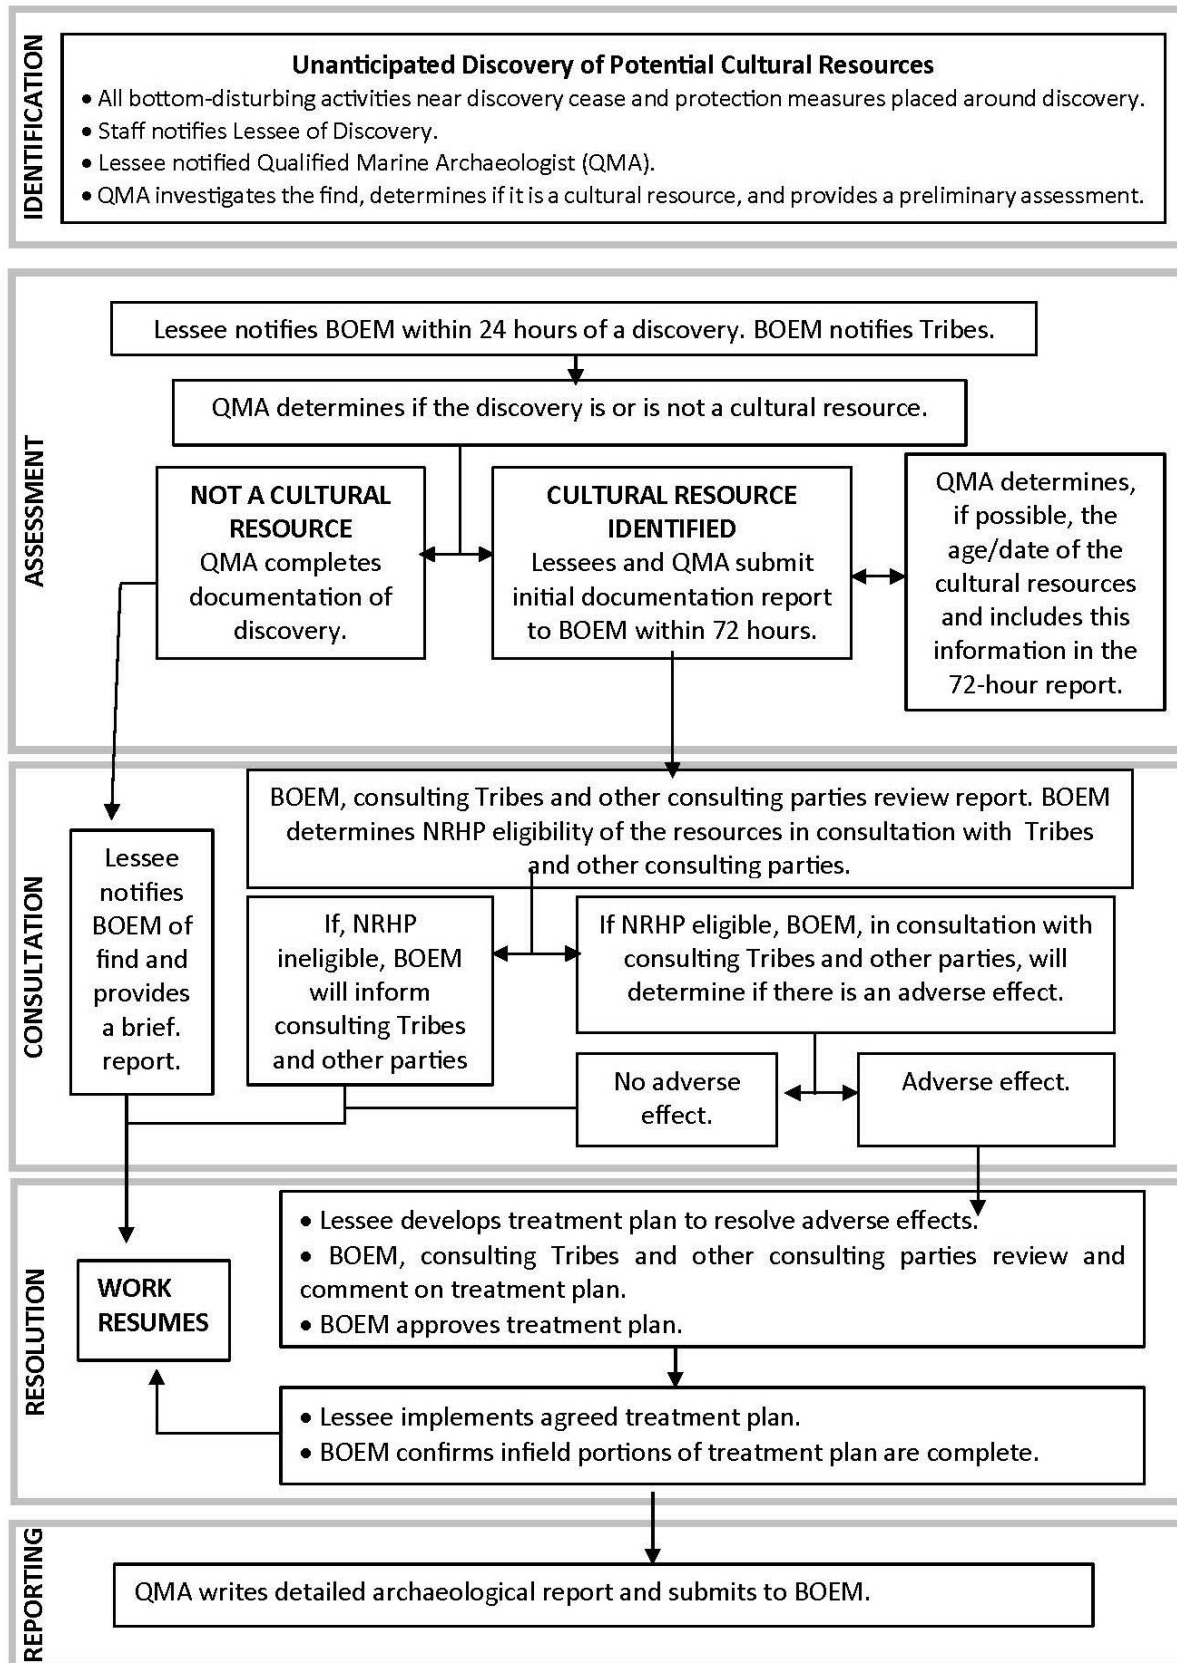 IDENTIFICATION
Unanticipated Discovery of Potential Cultural Resources
• All bottom-disturbing activities near discovery cease and protection measures placed around discovery.
• Staff notifies Lessee of Discovery.
• Lessee notified Qualified Marine Archaeologist (QMA).
• QMA investigates the find, determines if it is a cultural resource, and provides a preliminary assessment.
ASSESSMENT
Lessee notifies BOEM within 24 hours of a discovery. BOEM notifies Tribes.
QMA determines if the discovery is or is not a cultural resource.
NOT A CULTURAL
RESOURCE
QMA completes
documentation of
discovery.
CULTURAL RESOURCE
IDENTIFIED
Lessees and QMA submit
initial documentation report
to BOEM within 72 hours.
QMA determines,
if possible, the
age/date of the
cultural resources
and includes this
information in the
72-hour report.
CONSULTATION
Lessee
notifies
BOEM of
find and
provides
a brief.
report.
BOEM, consulting Tribes and other consulting parties review report. BOEM
determines NRHP eligibility of the resources in consultation with Tribes
and other consulting parties.
If, NRHP
ineligible, BOEM
will inform
consulting Tribes
and other parties
If NRHP eligible, BOEM, in consultation with
consulting Tribes and other parties, will
determine if there is an adverse effect.
No adverse
effect.
Adverse effect.
RESOLUTION
WORK
RESUMES
• Lessee develops treatment plan to resolve adverse effects.
• BOEM, consulting Tribes and other consulting parties review and
comment on treatment plan.
• BOEM approves treatment plan.
• Lessee implements agreed treatment plan.
• BOEM confirms infield portions of treatment plan are complete.
REPORTING
QMA writes detailed archaeological report and submits to BOEM.